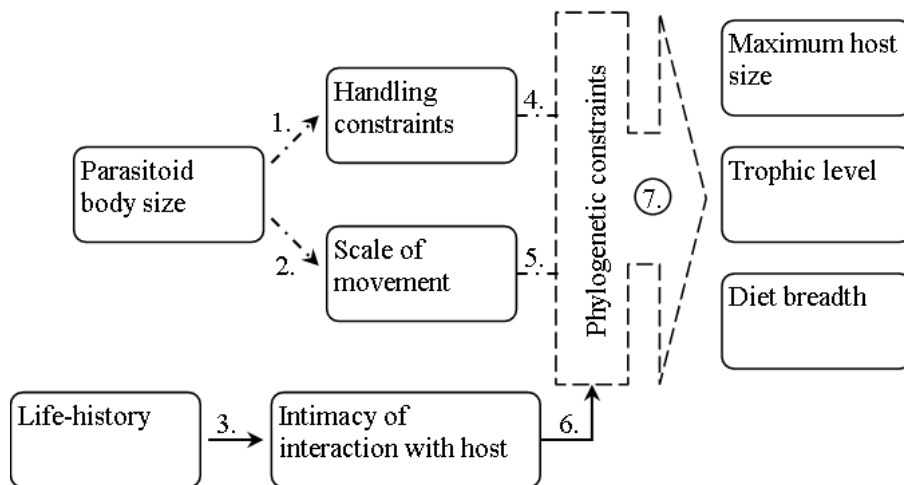 Parasitoid
body size
1.
2.
Handling
constraints
Scale of
movement
4.
5.
Phylogenetic constraints
7.
Maximum host
size
Trophic level
Diet breadth
Life-history
3.
Intimacy of
interaction with host
6.